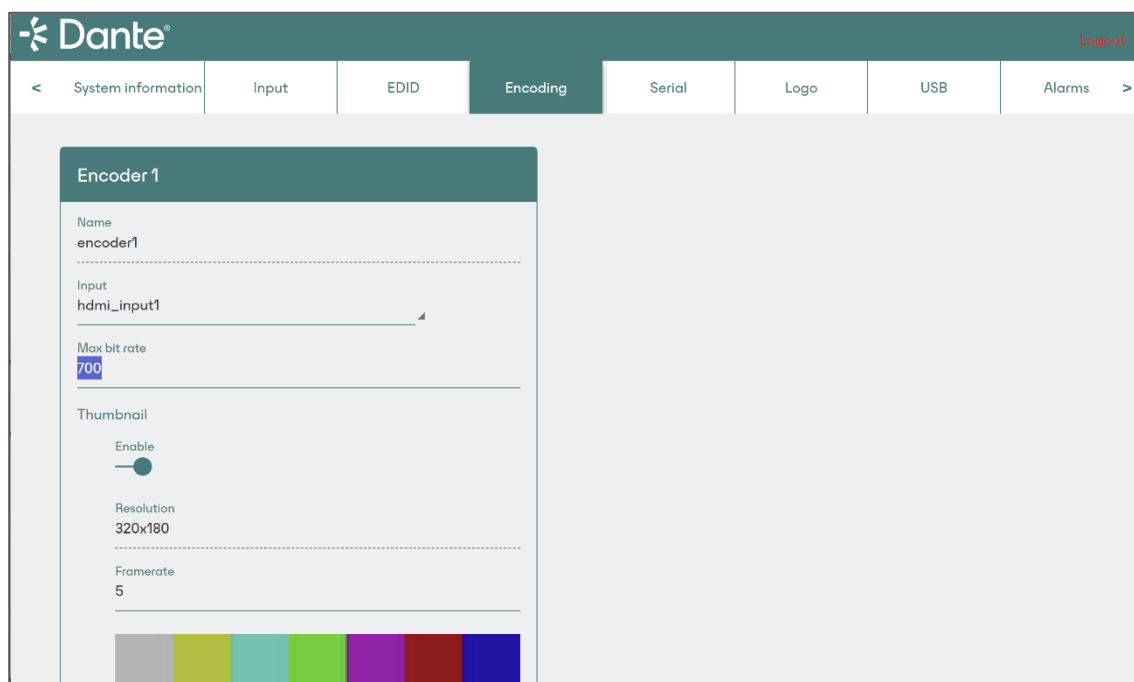 Dante®
Logout
< System information Input EDID Encoding Serial Logo USB Alarms >
Encoder 1
Name
encoder1
Input
hdmi_input1
Max bit rate
700
Thumbnail
Enable
Resolution
320x180
Framerate
5